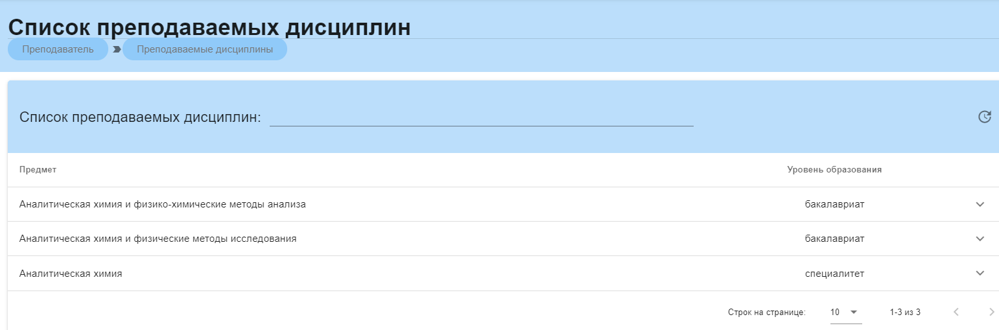 Список преподаваемых дисциплин
Преподаватель Преподаваемые дисциплины
Список преподаваемых дисциплин:
Предмет Уровень образования
Аналитическая химия и физико-химические методы анализа бакалавриат
Аналитическая химия и физические методы исследования бакалавриат
Аналитическая химия специалитет
Строк на странице: 10 1-3 из 3